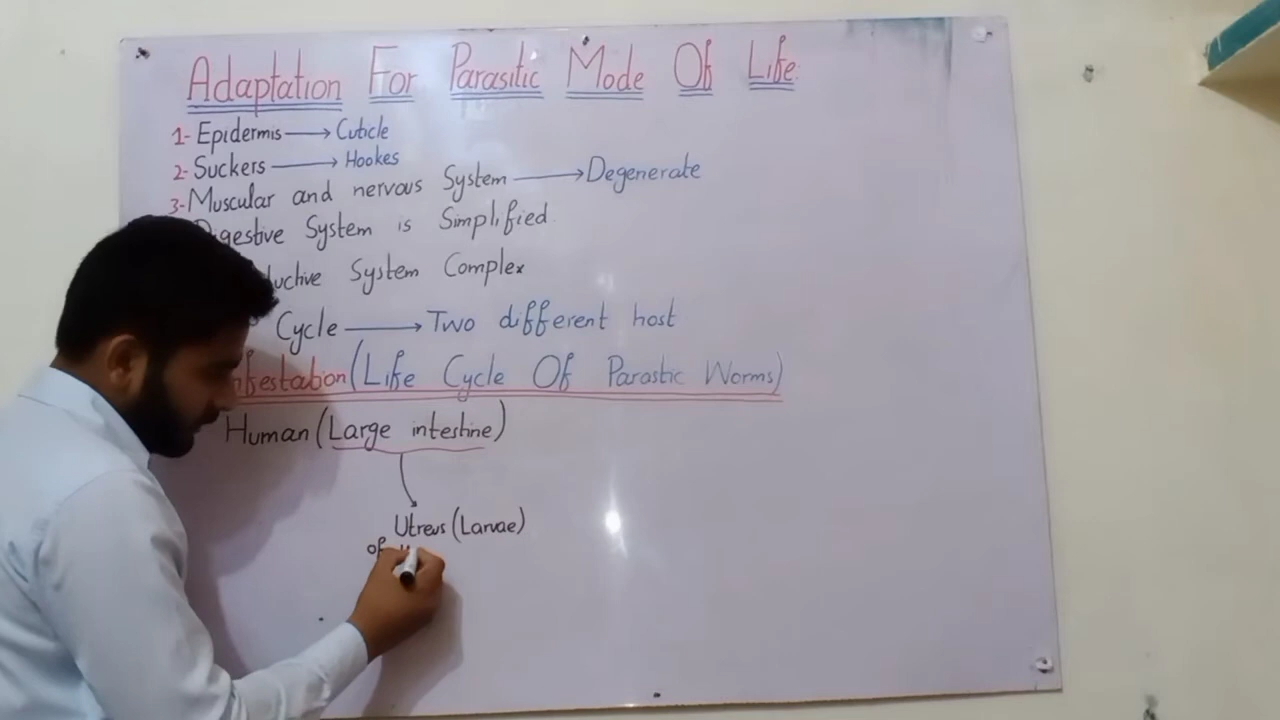 Adaptation For Parasitic Mode Of Life:
1- Epidermis → Cuticle
2- Suckers → Hookes
3- Muscular and nervous System → Degenerate
Digestive System is Simplified.
System Complex
Cycle → Two different host
(Life Cycle Of Parastic Worms)
Human (Large intestine)
Utreus (Larvae)
of